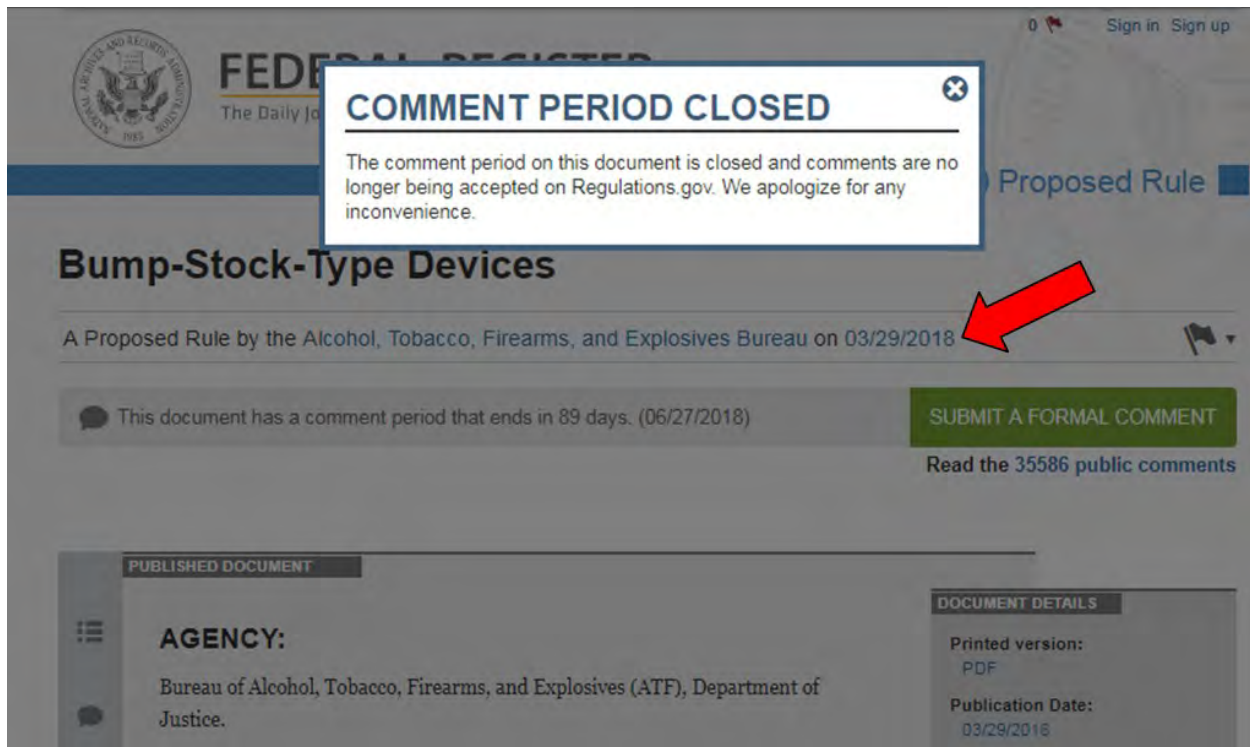 0 Sign in Sign up
FEDERAL REGISTER
The Daily Jo
COMMENT PERIOD CLOSED
The comment period on this document is closed and comments are no
longer being accepted on Regulations.gov. We apologize for any
inconvenience.
Proposed Rule
Bump-Stock-Type Devices
A Proposed Rule by the Alcohol, Tobacco, Firearms, and Explosives Bureau on 03/29/2018
This document has a comment period that ends in 89 days. (06/27/2018)
SUBMIT A FORMAL COMMENT
Read the 35586 public comments
PUBLISHED DOCUMENT
AGENCY:
Bureau of Alcohol, Tobacco, Firearms, and Explosives (ATF), Department of
Justice.
DOCUMENT DETAILS
Printed version:
PDF
Publication Date:
03/29/2018